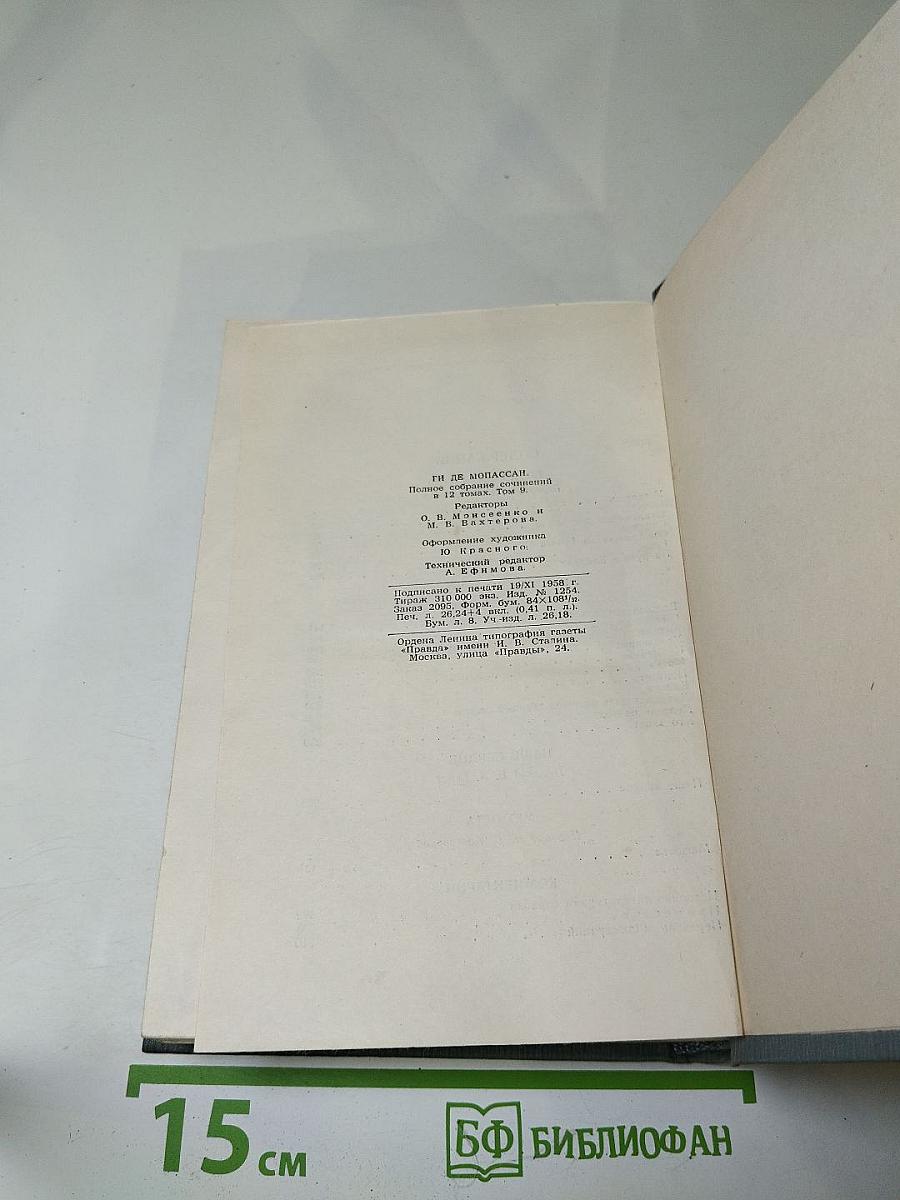 ГИ ДЕ МОПАССАН.
Полное собрание сочинений
в 12 томах. Том 9.
Редакторы
О. В. Моисеенко и
М. В. Вахтерова.
Оформление художника
Ю Красного.
Технический редактор
А. Ефимова.
Подписано к печати 19/XI 1958 г.
Тираж 310 000 экз. Изд. № 1254.
Заказ 2095. Форм. бум. 84×108¹/₃₂.
Печ. л. 26,24+4 вкл. (0,41 п. л.).
Бум. л. 8. Уч-изд. л. 26,18.
Ордена Ленина типография газеты
«Правда» имени И. В. Сталина.
Москва, улица «Правды», 24.
15 см
БФ БИБЛИОФАН